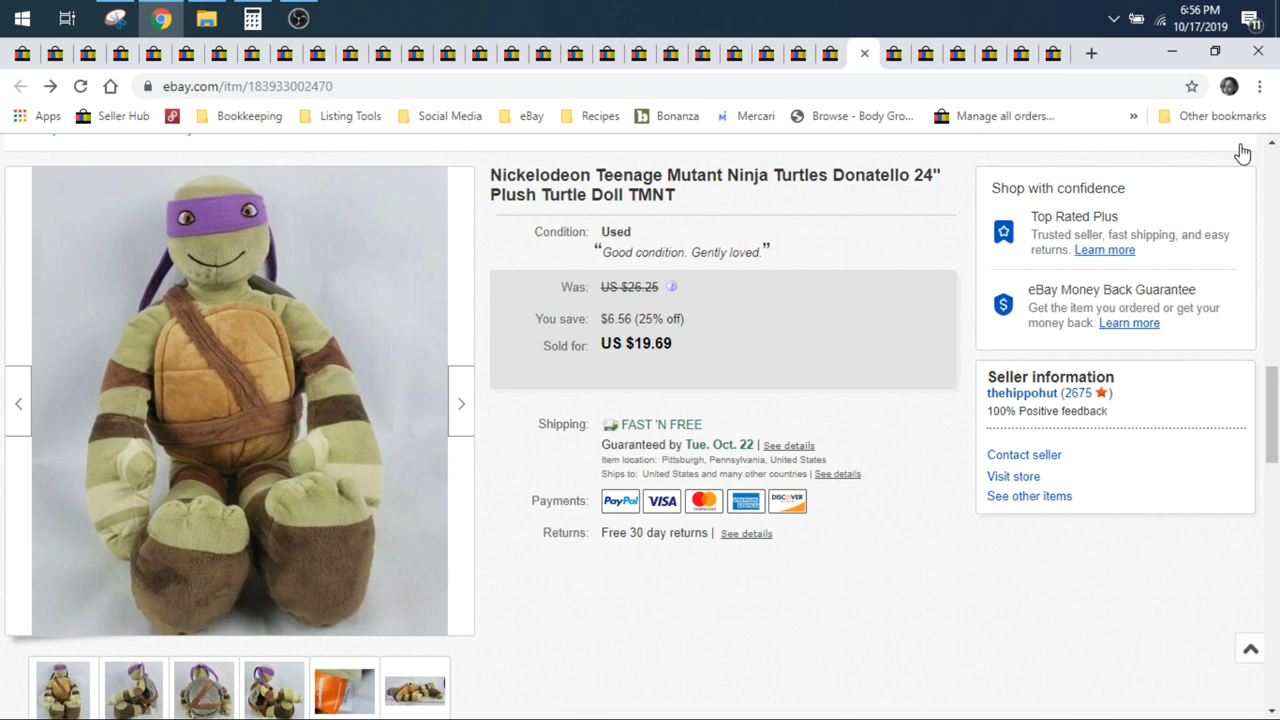 6:56 PM
10/17/2019
11
ebay.com/itm/183933002470
Apps
Seller Hub
Bookkeeping
Listing Tools
Social Media
eBay
Recipes
b
Bonanza
Mercari
Browse - Body Gro...
Manage all orders...
»
Other bookmarks
Nickelodeon Teenage Mutant Ninja Turtles Donatello 24"
Plush Turtle Doll TMNT
Condition: Used
“Good condition. Gently loved.”
Was: US $26.25
You save: $6.56 (25% off)
Sold for: US $19.69
Shipping: FAST 'N FREE
Guaranteed by Tue. Oct. 22 | See details
Item location: Pittsburgh, Pennsylvania, United States
Ships to: United States and many other countries | See details
Payments: PayPal VISA MasterCard AMERICAN EXPRESS DISCOVER
Returns: Free 30 day returns | See details
Shop with confidence
Top Rated Plus
Trusted seller, fast shipping, and easy
returns. Learn more
eBay Money Back Guarantee
Get the item you ordered or get your
money back. Learn more
Seller information
thehippohut (2675 ★)
100% Positive feedback
Contact seller
Visit store
See other items